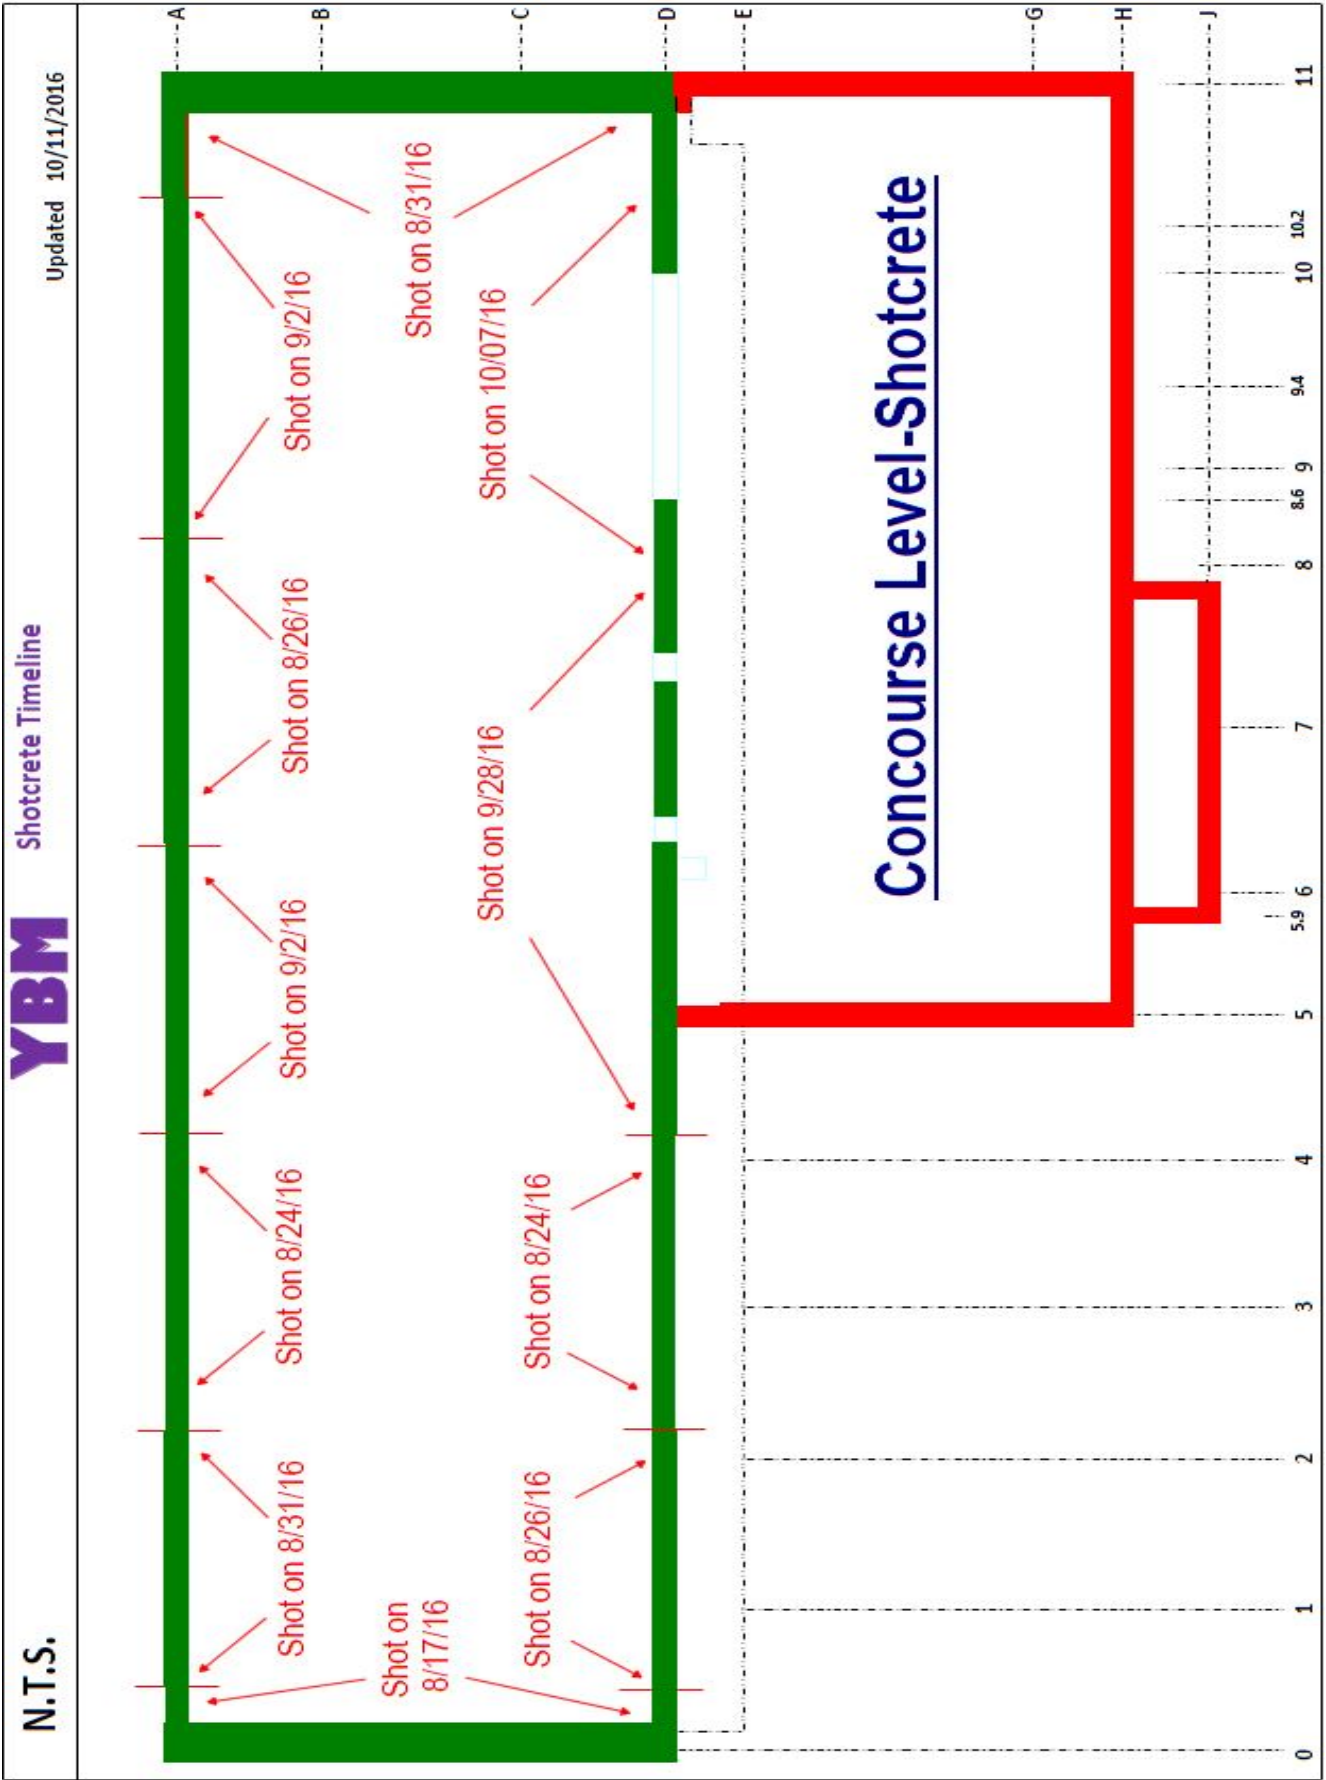 N.T.S.
YBM
Shotcrete Timeline
Updated 10/11/2016
A
B
C
D
E
G
H
J
Shot on 8/31/16
Shot on 8/24/16
Shot on 9/2/16
Shot on 8/26/16
Shot on 9/2/16
Shot on
8/17/16
Shot on 8/31/16
Shot on 8/26/16
Shot on 8/24/16
Shot on 9/28/16
Shot on 10/07/16
Concourse Level-Shotcrete
0
1
2
3
4
5
5.9
6
7
8
8.6
9
9.4
10
10.2
11